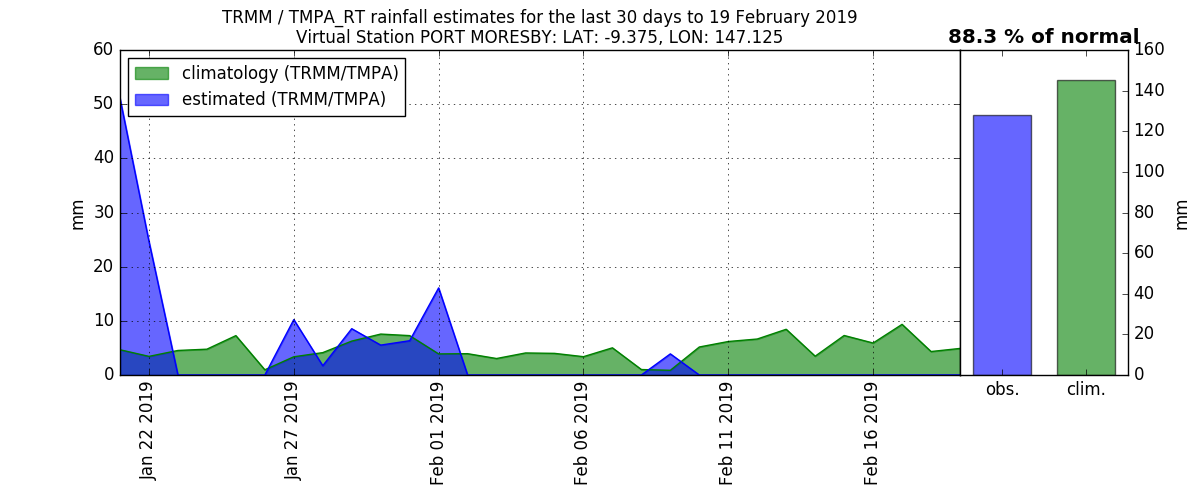 TRMM / TMPA_RT rainfall estimates for the last 30 days to 19 February 2019
Virtual Station PORT MORESBY: LAT: -9.375, LON: 147.125
88.3 % of normal
climatology (TRMM/TMPA)
estimated (TRMM/TMPA)
60
50
40
30
20
10
0
mm
Jan 22 2019
Jan 27 2019
Feb 01 2019
Feb 06 2019
Feb 11 2019
Feb 16 2019
160
140
120
100
80
60
40
20
0
mm
obs.
clim.